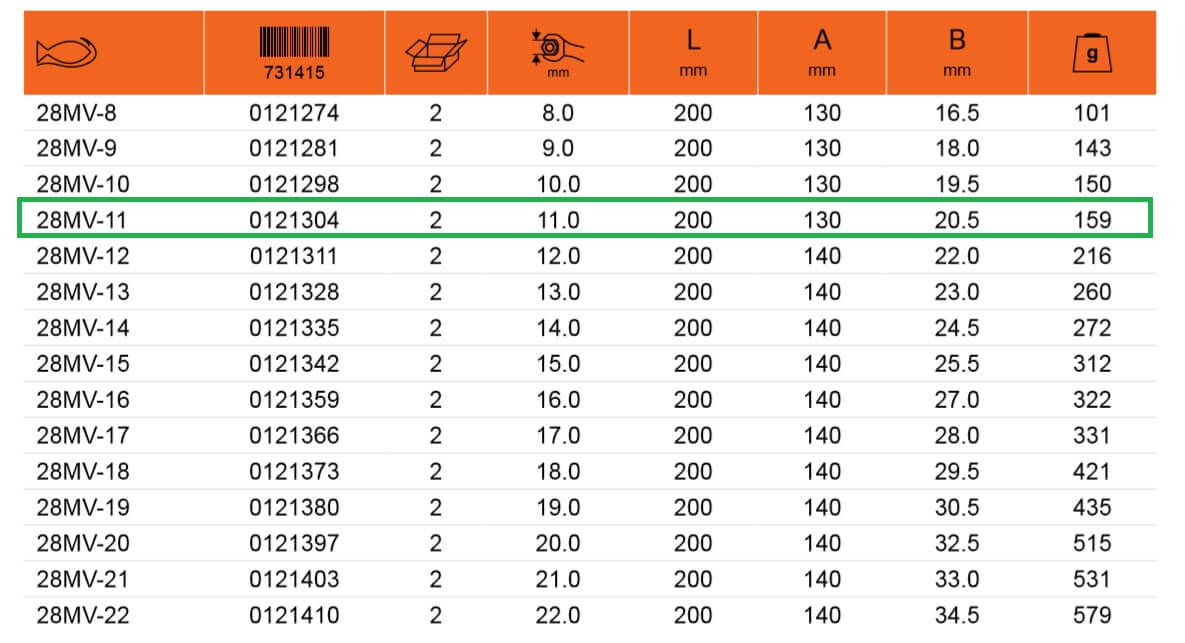 731415 mm L mm A mm B mm g
28MV-8 0121274 2 8.0 200 130 16.5 101
28MV-9 0121281 2 9.0 200 130 18.0 143
28MV-10 0121298 2 10.0 200 130 19.5 150
28MV-11 0121304 2 11.0 200 130 20.5 159
28MV-12 0121311 2 12.0 200 140 22.0 216
28MV-13 0121328 2 13.0 200 140 23.0 260
28MV-14 0121335 2 14.0 200 140 24.5 272
28MV-15 0121342 2 15.0 200 140 25.5 312
28MV-16 0121359 2 16.0 200 140 27.0 322
28MV-17 0121366 2 17.0 200 140 28.0 331
28MV-18 0121373 2 18.0 200 140 29.5 421
28MV-19 0121380 2 19.0 200 140 30.5 435
28MV-20 0121397 2 20.0 200 140 32.5 515
28MV-21 0121403 2 21.0 200 140 33.0 531
28MV-22 0121410 2 22.0 200 140 34.5 579